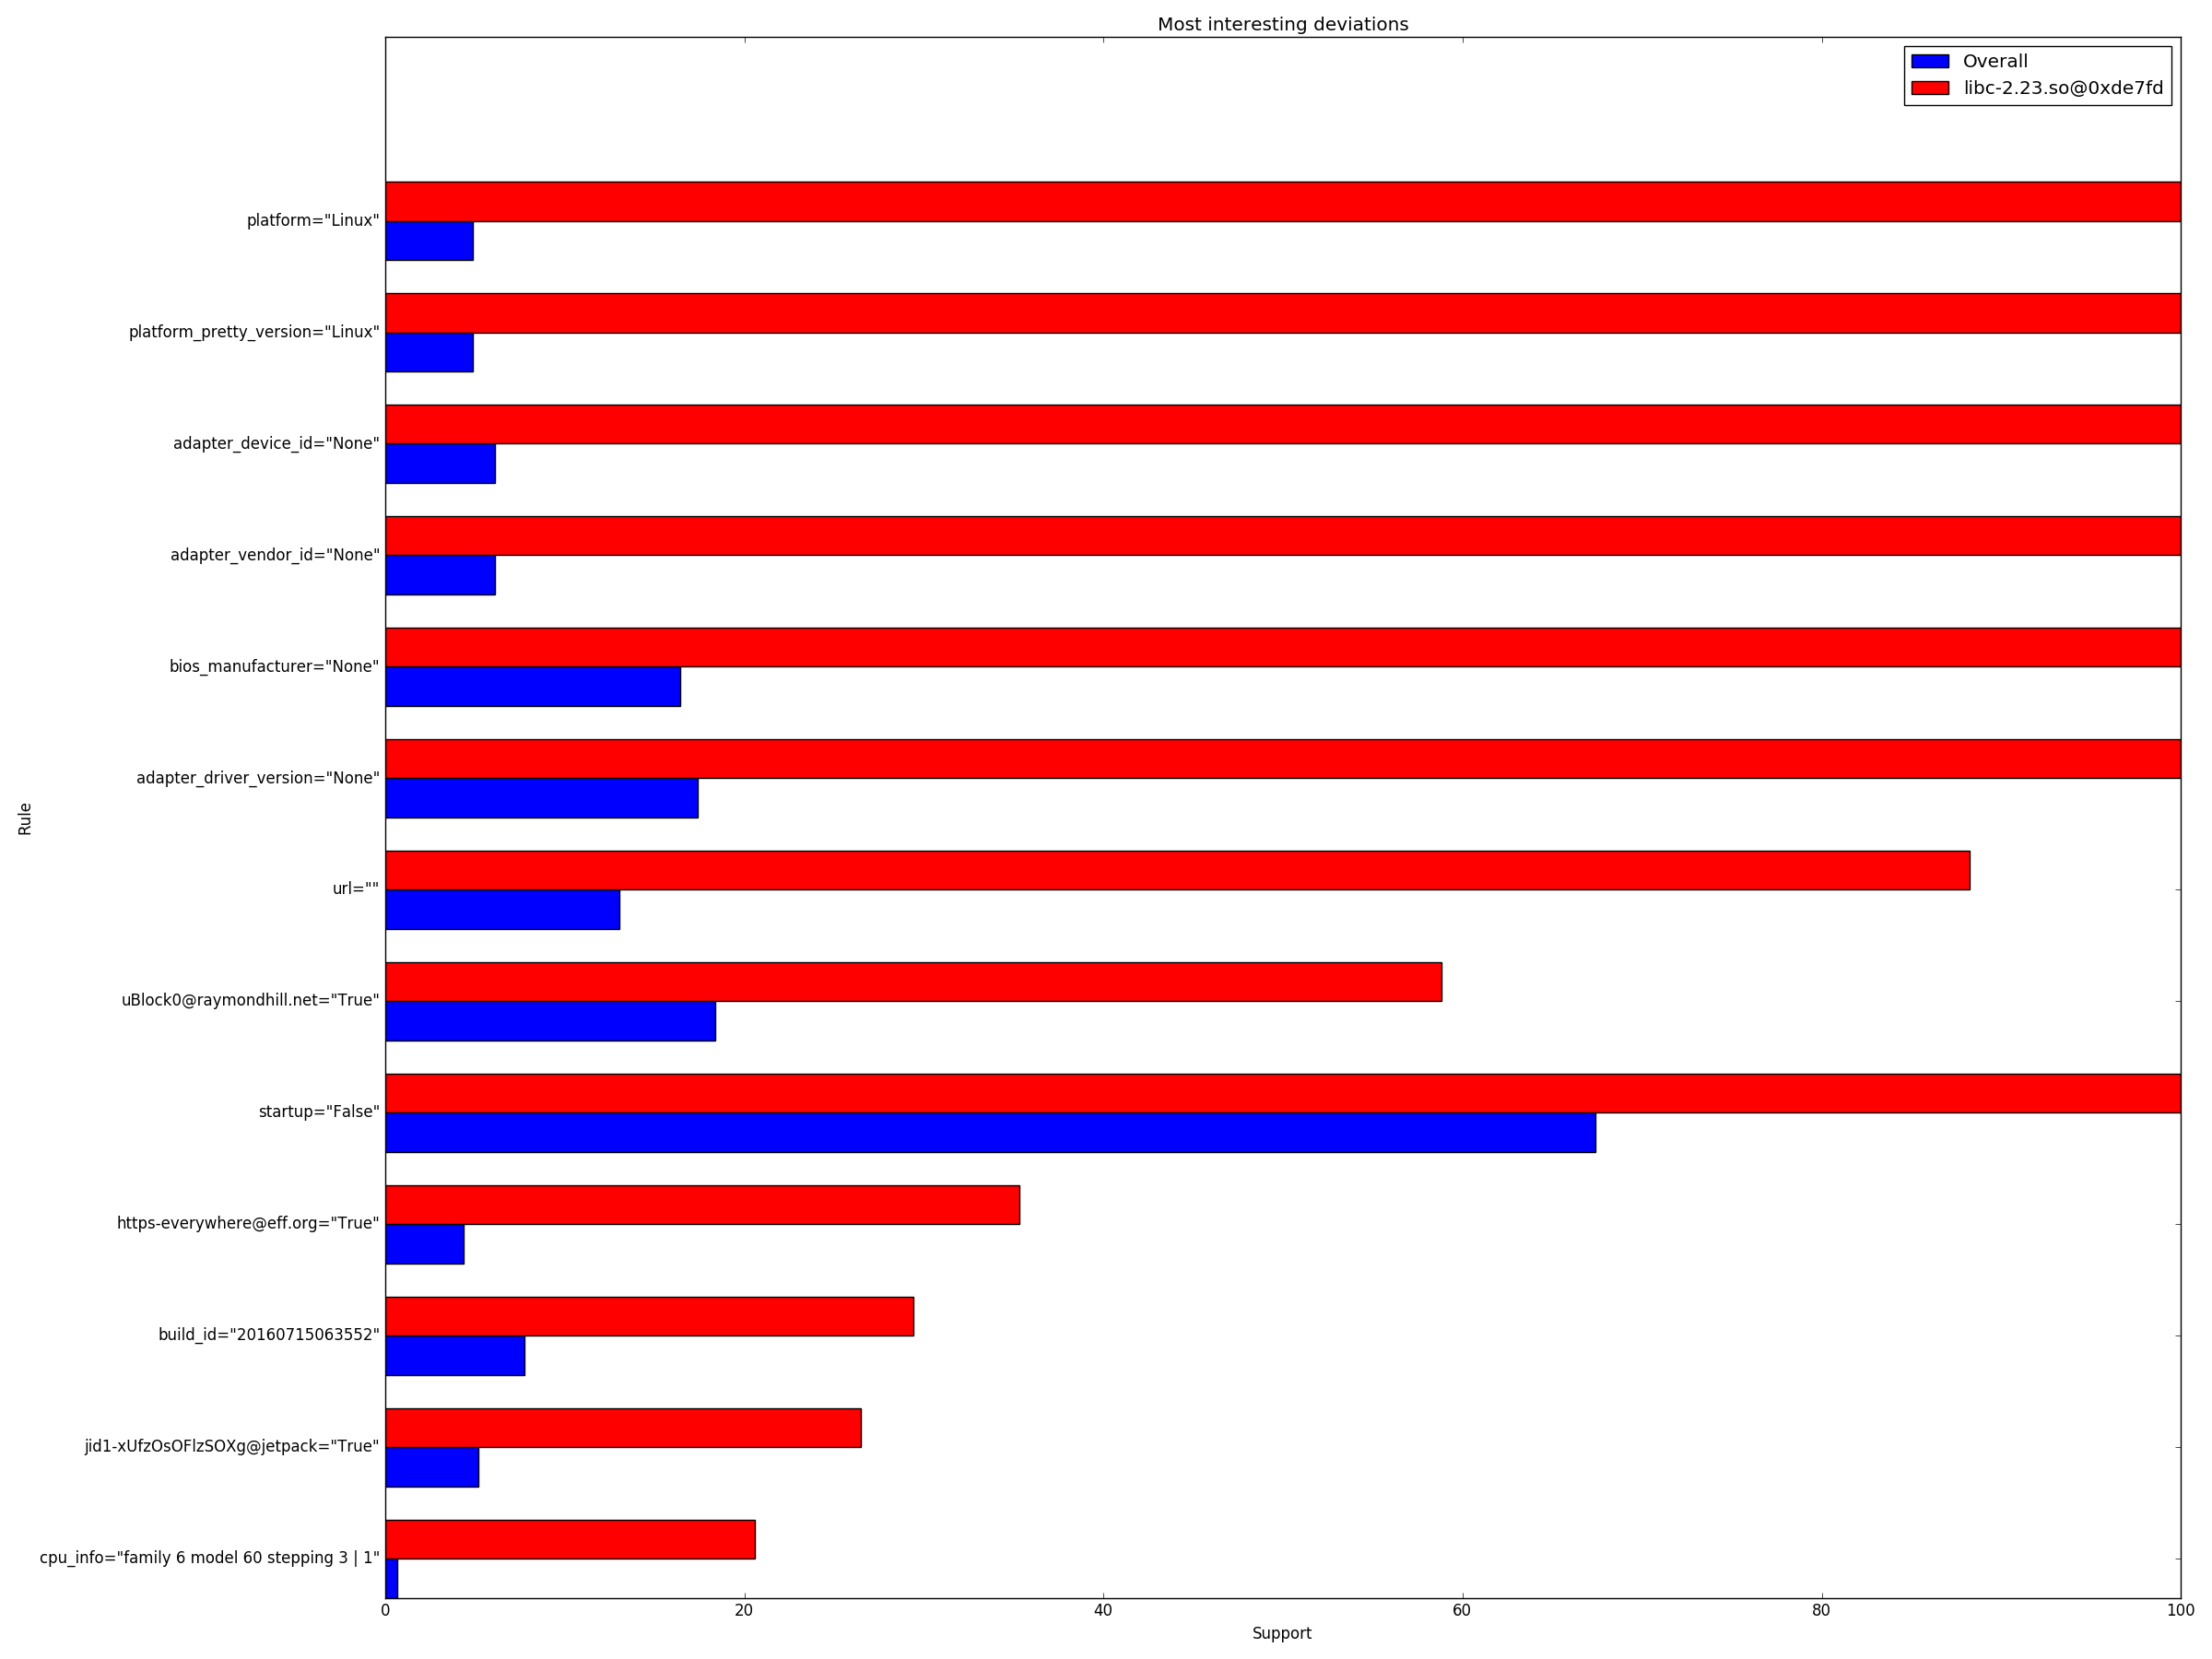 Most interesting deviations
Overall
libc-2.23.so@0xde7fd
platform="Linux"
platform_pretty_version="Linux"
adapter_device_id="None"
adapter_vendor_id="None"
bios_manufacturer="None"
adapter_driver_version="None"
Rule
url=""
uBlock0@raymondhill.net="True"
startup="False"
https-everywhere@eff.org="True"
build_id="20160715063552"
jid1-xUfzOsOFlzSOXg@jetpack="True"
cpu_info="family 6 model 60 stepping 3 | 1"
0 20 40 60 80 100
Support